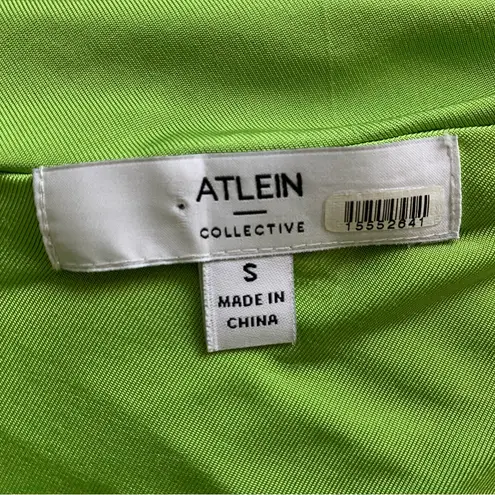 ATLEIN
COLLECTIVE
15552641
S
MADE IN
CHINA